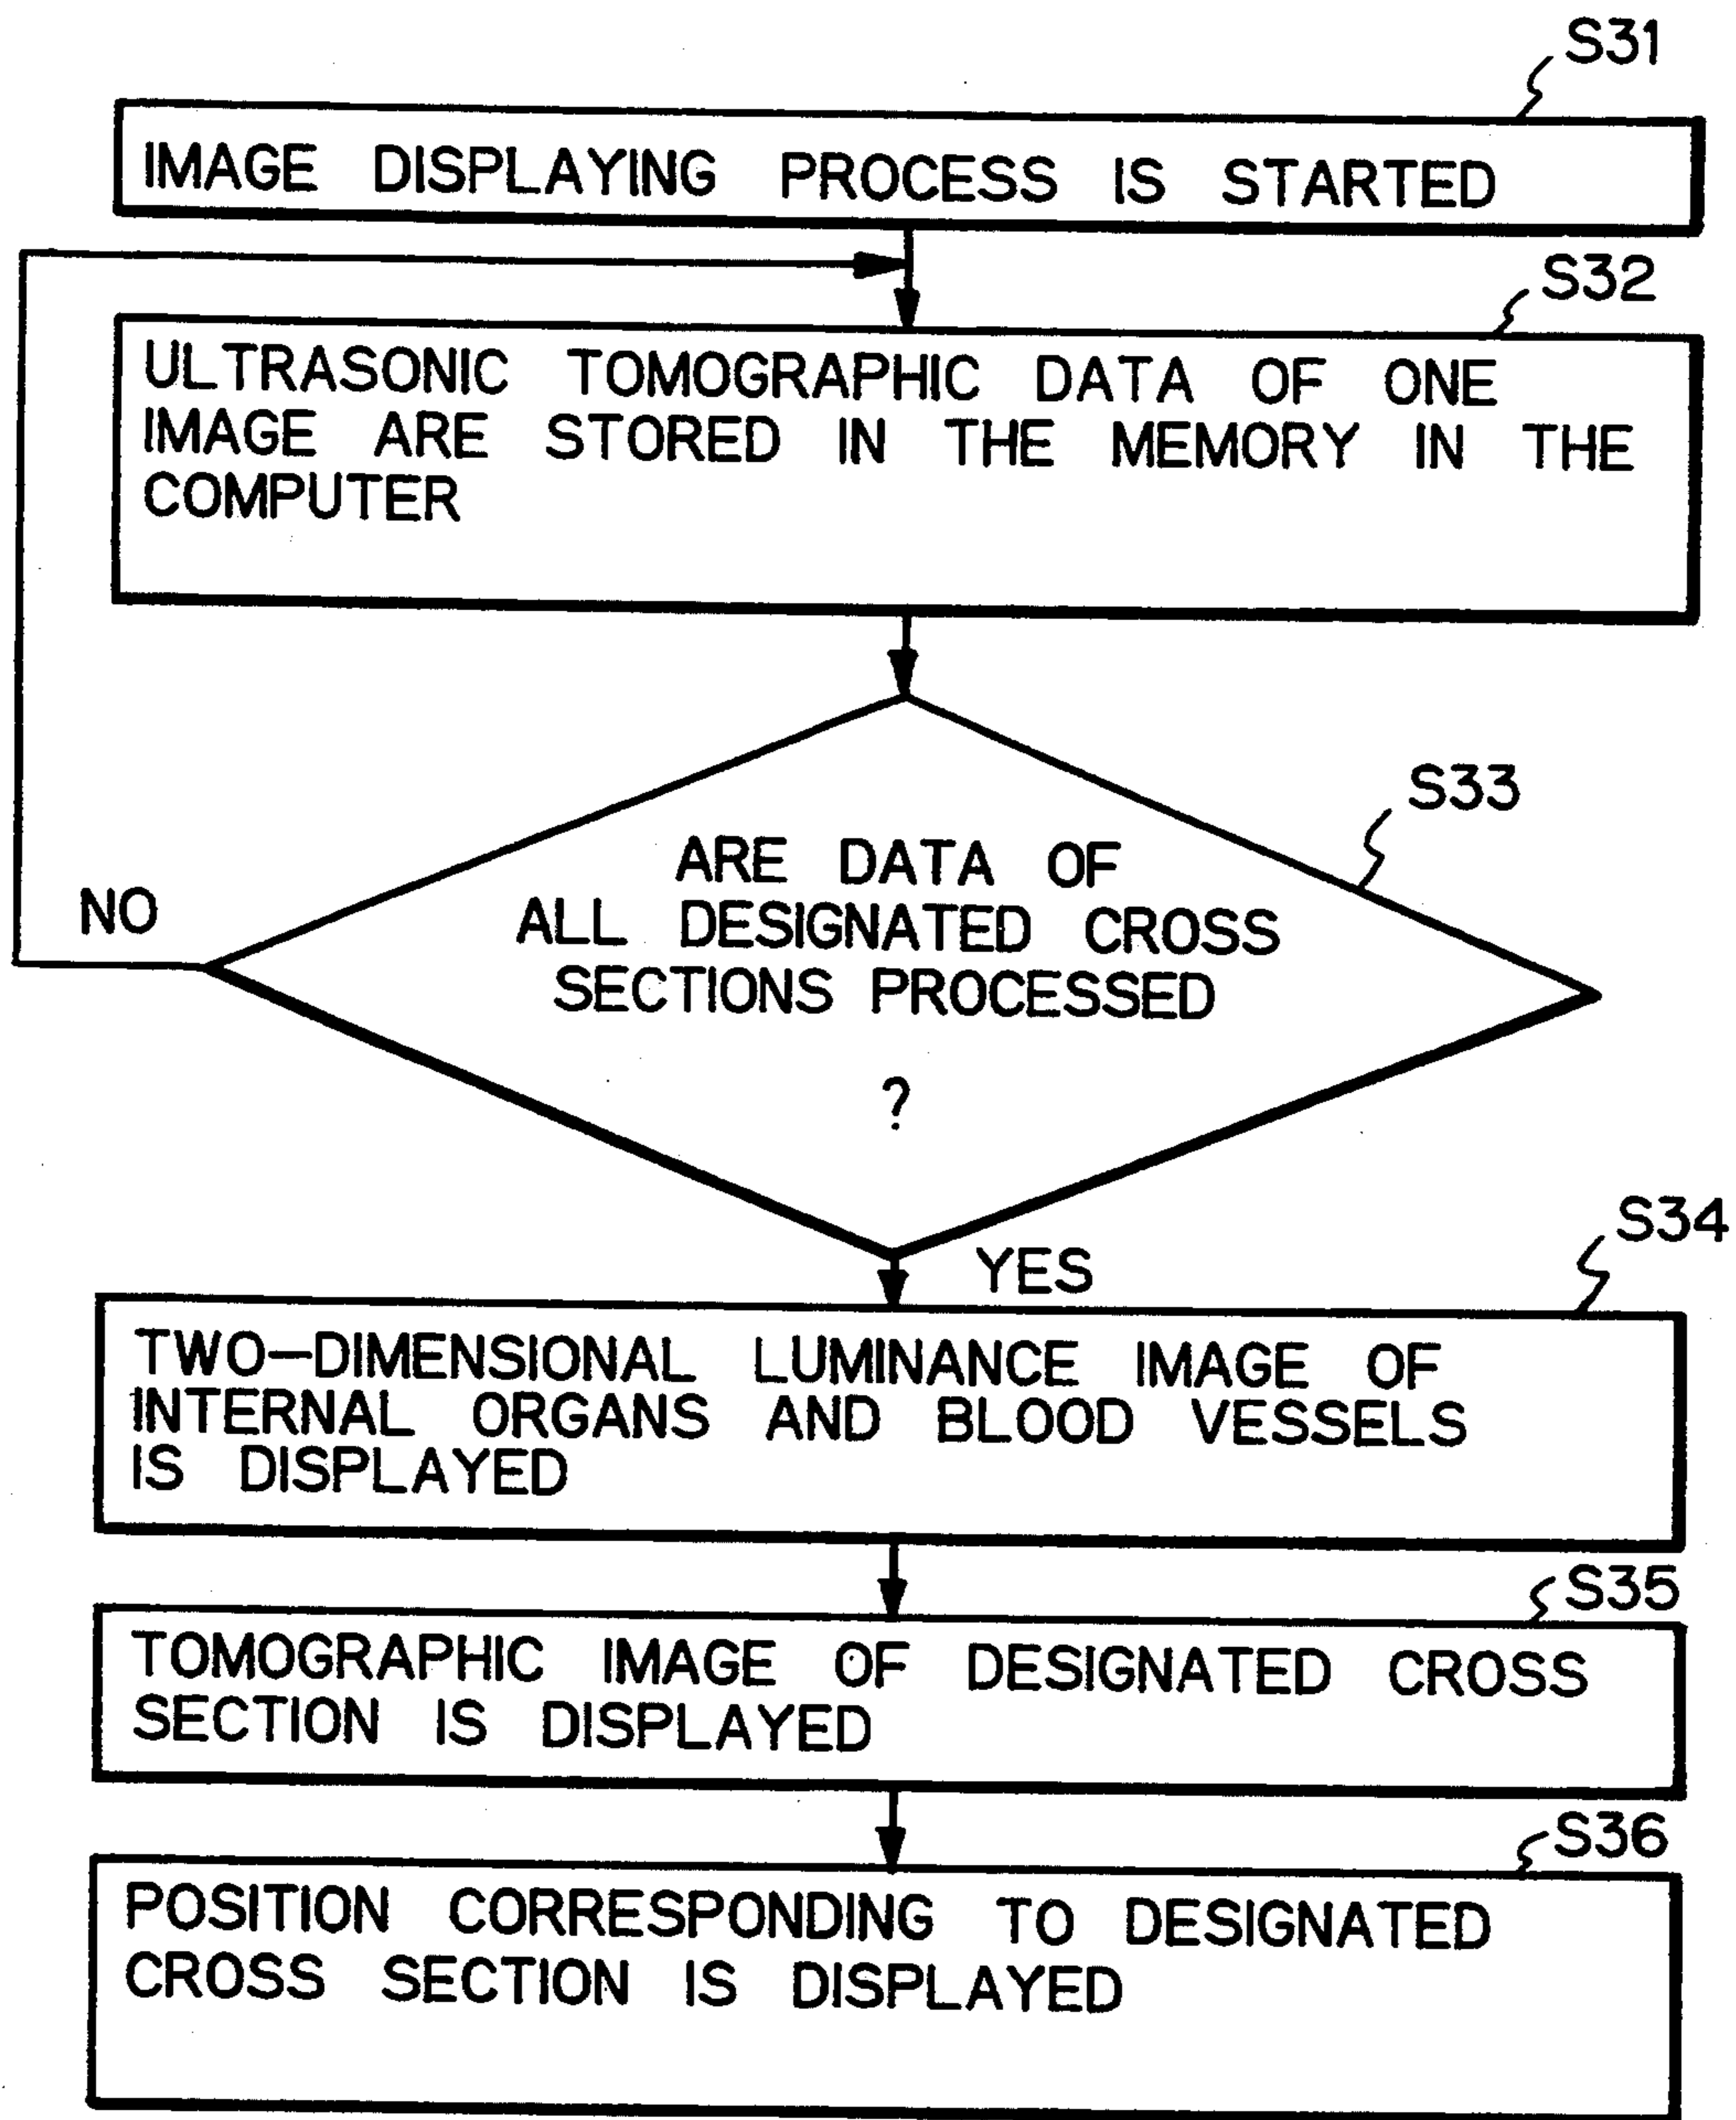 S31
IMAGE DISPLAYING PROCESS IS STARTED
S32
ULTRASONIC TOMOGRAPHIC DATA OF ONE
IMAGE ARE STORED IN THE MEMORY IN THE
COMPUTER
S33
ARE DATA OF
ALL DESIGNATED CROSS
SECTIONS PROCESSED
?
NO
YES
S34
TWO-DIMENSIONAL LUMINANCE IMAGE OF
INTERNAL ORGANS AND BLOOD VESSELS
IS DISPLAYED
S35
TOMOGRAPHIC IMAGE OF DESIGNATED CROSS
SECTION IS DISPLAYED
S36
POSITION CORRESPONDING TO DESIGNATED
CROSS SECTION IS DISPLAYED